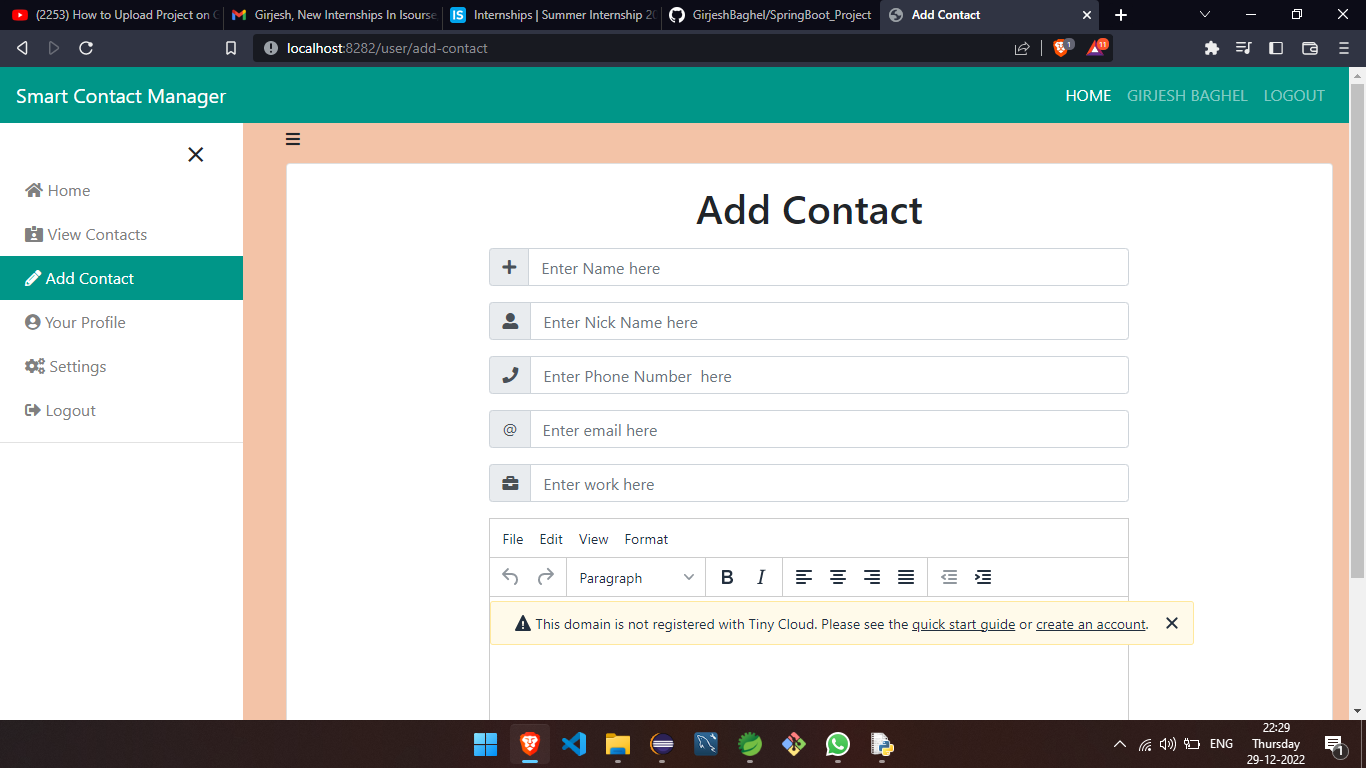 (2253) How to Upload Project on G
Girjesh, New Internships In Isourse
IS
Internships | Summer Internship 20
GirjeshBaghel/SpringBoot_Project
Add Contact
localhost:8282/user/add-contact
1
11
Smart Contact Manager
HOME GIRJESH BAGHEL LOGOUT
Home
View Contacts
Add Contact
Your Profile
Settings
Logout
Add Contact
Enter Name here
Enter Nick Name here
Enter Phone Number  here
@ Enter email here
Enter work here
File Edit View Format
Paragraph B I
This domain is not registered with Tiny Cloud. Please see the quick start guide or create an account.
ENG
22:29
Thursday
29-12-2022
1